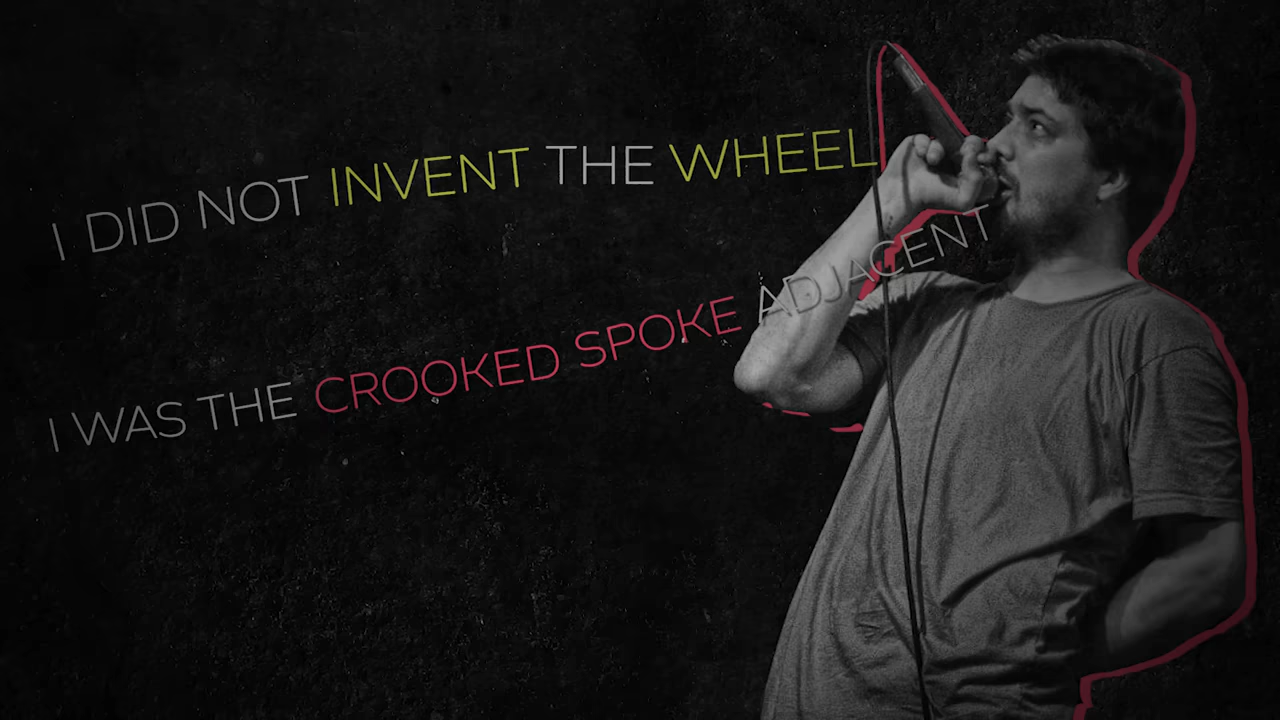 I DID NOT INVENT THE WHEEL
I WAS THE CROOKED SPOKE ADJACENT